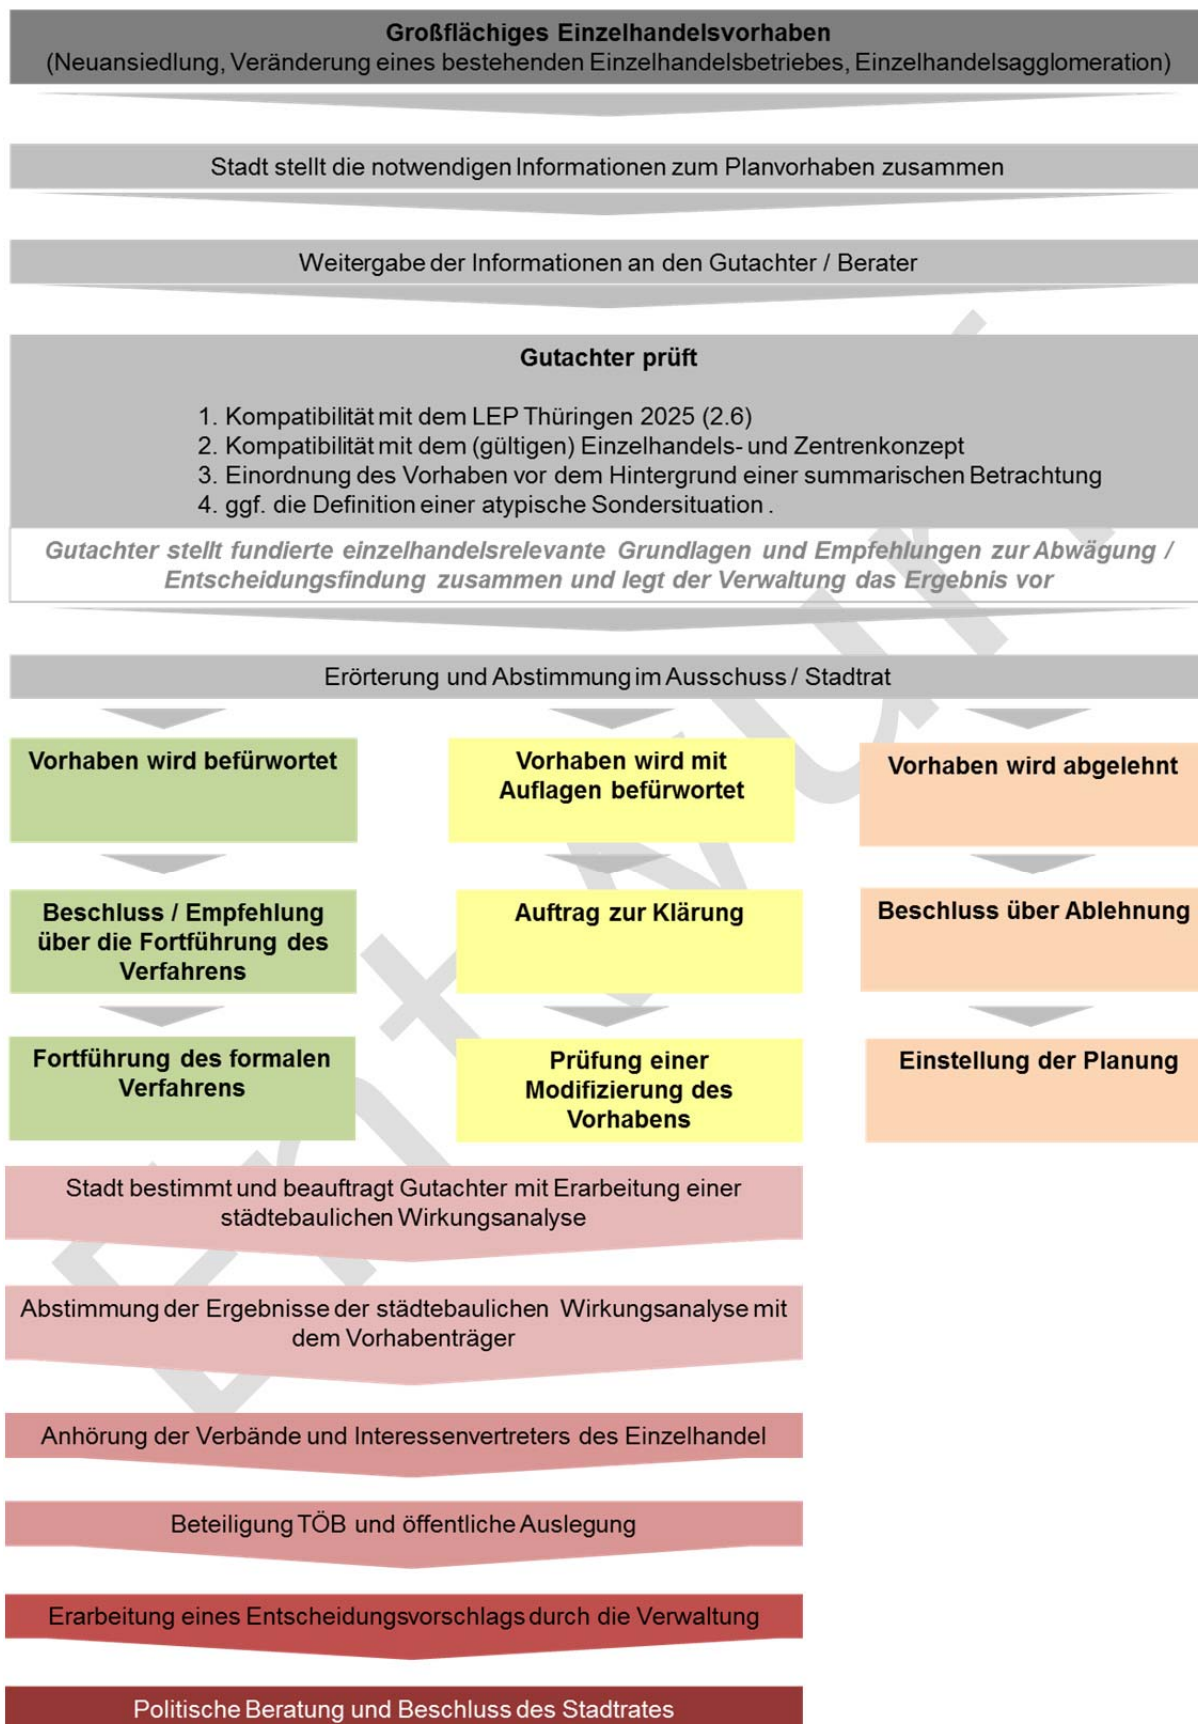 Großflächiges Einzelhandelsvorhaben
(Neuansiedlung, Veränderung eines bestehenden Einzelhandelsbetriebes, Einzelhandelsagglomeration)
Stadt stellt die notwendigen Informationen zum Planvorhaben zusammen
Weitergabe der Informationen an den Gutachter / Berater
Gutachter prüft
1. Kompatibilität mit dem LEP Thüringen 2025 (2.6)
2. Kompatibilität mit dem (gültigen) Einzelhandels- und Zentrenkonzept
3. Einordnung des Vorhaben vor dem Hintergrund einer summarischen Betrachtung
4. ggf. die Definition einer atypische Sondersituation .
Gutachter stellt fundierte einzelhandelsrelevante Grundlagen und Empfehlungen zur Abwägung /
Entscheidungsfindung zusammen und legt der Verwaltung das Ergebnis vor
Erörterung und Abstimmung im Ausschuss / Stadtrat
Vorhaben wird befürwortet
Vorhaben wird mit
Auflagen befürwortet
Vorhaben wird abgelehnt
Beschluss / Empfehlung
über die Fortführung des
Verfahrens
Auftrag zur Klärung
Beschluss über Ablehnung
Fortführung des formalen
Verfahrens
Prüfung einer
Modifizierung des
Vorhabens
Einstellung der Planung
Stadt bestimmt und beauftragt Gutachter mit Erarbeitung einer
städtebaulichen Wirkungsanalyse
Abstimmung der Ergebnisse der städtebaulichen Wirkungsanalyse mit
dem Vorhabenträger
Anhörung der Verbände und Interessenvertreters des Einzelhandel
Beteiligung TÖB und öffentliche Auslegung
Erarbeitung eines Entscheidungsvorschlags durch die Verwaltung
Politische Beratung und Beschluss des Stadtrates
Entwurf